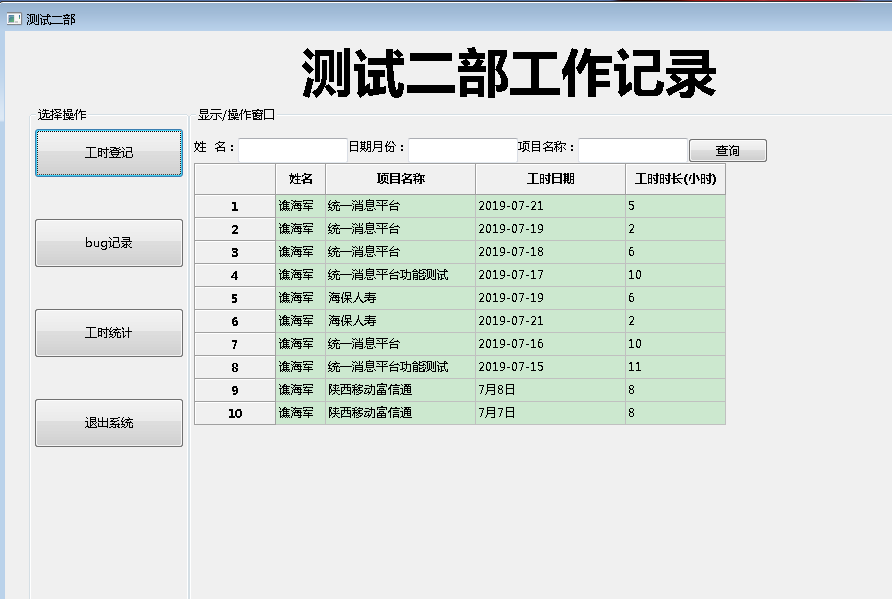 测试二部
测试二部工作记录
选择操作
工时登记
bug记录
工时统计
退出系统
显示/操作窗口
姓 名： 日期月份： 项目名称： 查询
姓名 项目名称 工时日期 工时时长(小时)
1 谯海军 统一消息平台 2019-07-21 5
2 谯海军 统一消息平台 2019-07-19 2
3 谯海军 统一消息平台 2019-07-18 6
4 谯海军 统一消息平台功能测试 2019-07-17 10
5 谯海军 海保人寿 2019-07-19 6
6 谯海军 海保人寿 2019-07-21 2
7 谯海军 统一消息平台 2019-07-16 10
8 谯海军 统一消息平台功能测试 2019-07-15 11
9 谯海军 陕西移动富信通 7月8日 8
10 谯海军 陕西移动富信通 7月7日 8